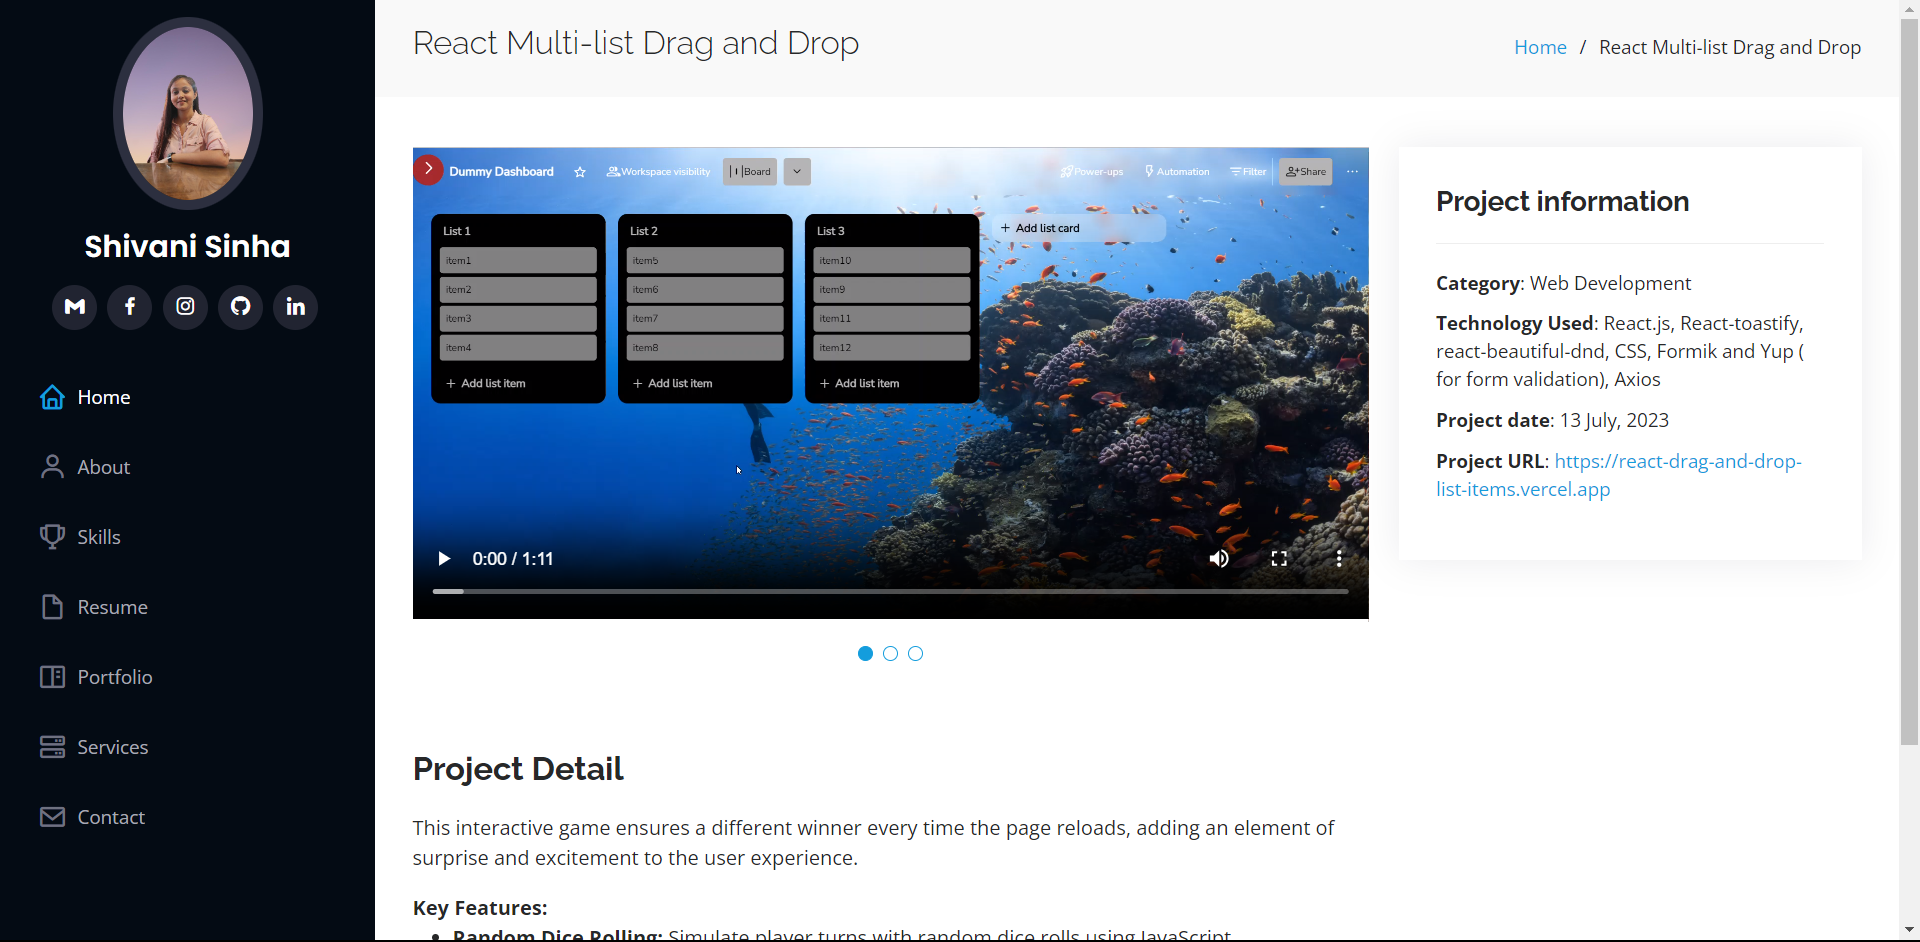 Shivani Sinha
Home
About
Skills
Resume
Portfolio
Services
Contact
React Multi-list Drag and Drop
Home / React Multi-list Drag and Drop
Dummy Dashboard
Workspace visibility
Board
Power-ups
Automation
Filter
Share
List 1
item1
item2
item3
item4
+ Add list item
List 2
item5
item6
item7
item8
+ Add list item
List 3
item10
item9
item11
item12
+ Add list item
+ Add list card
0:00 / 1:11
Project information
Category: Web Development
Technology Used: React.js, React-toastify,
react-beautiful-dnd, CSS, Formik and Yup (
for form validation), Axios
Project date: 13 July, 2023
Project URL: https://react-drag-and-drop-
list-items.vercel.app
Project Detail
This interactive game ensures a different winner every time the page reloads, adding an element of
surprise and excitement to the user experience.
Key Features:
• Random Dice Rolling: Simulate player turns with random dice rolls using JavaScript